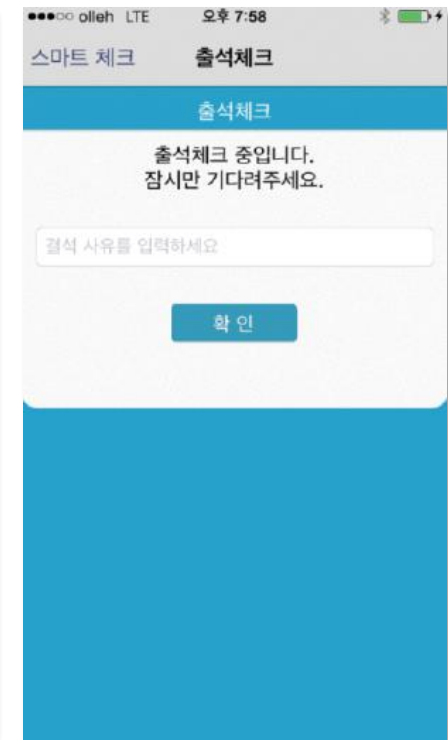 olleh LTE 오후 7:58
스마트 체크 출석체크
출석체크
출석체크 중입니다.
잠시만 기다려주세요.
결석 사유를 입력하세요
확 인